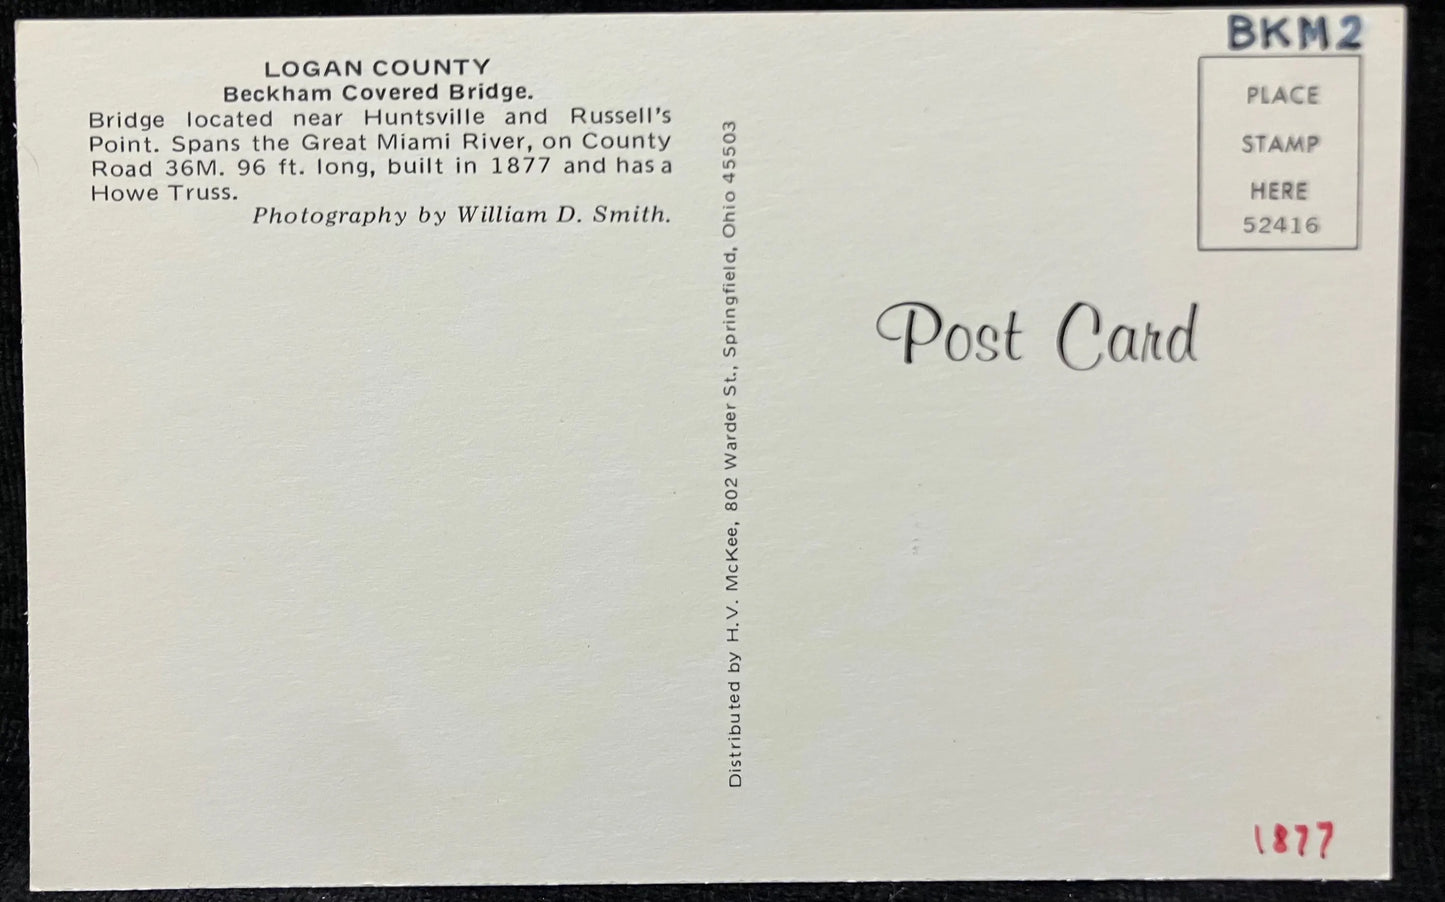 LOGAN COUNTY
Beckham Covered Bridge.
Bridge located near Huntsville and Russell's
Point. Spans the Great Miami River, on County
Road 36M. 96 ft. long, built in 1877 and has a
Howe Truss.
Photography by William D. Smith.
Distributed by H.V. McKee, 802 Warder St., Springfield, Ohio 45503
BKM2
PLACE
STAMP
HERE
52416
Post Card
1877